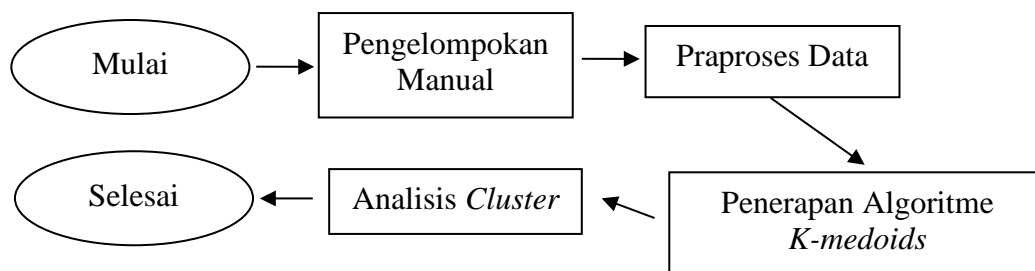 Mulai
Pengelompokan
Manual
Praproses Data
Penerapan Algoritme
K-medoids
Analisis Cluster
Selesai